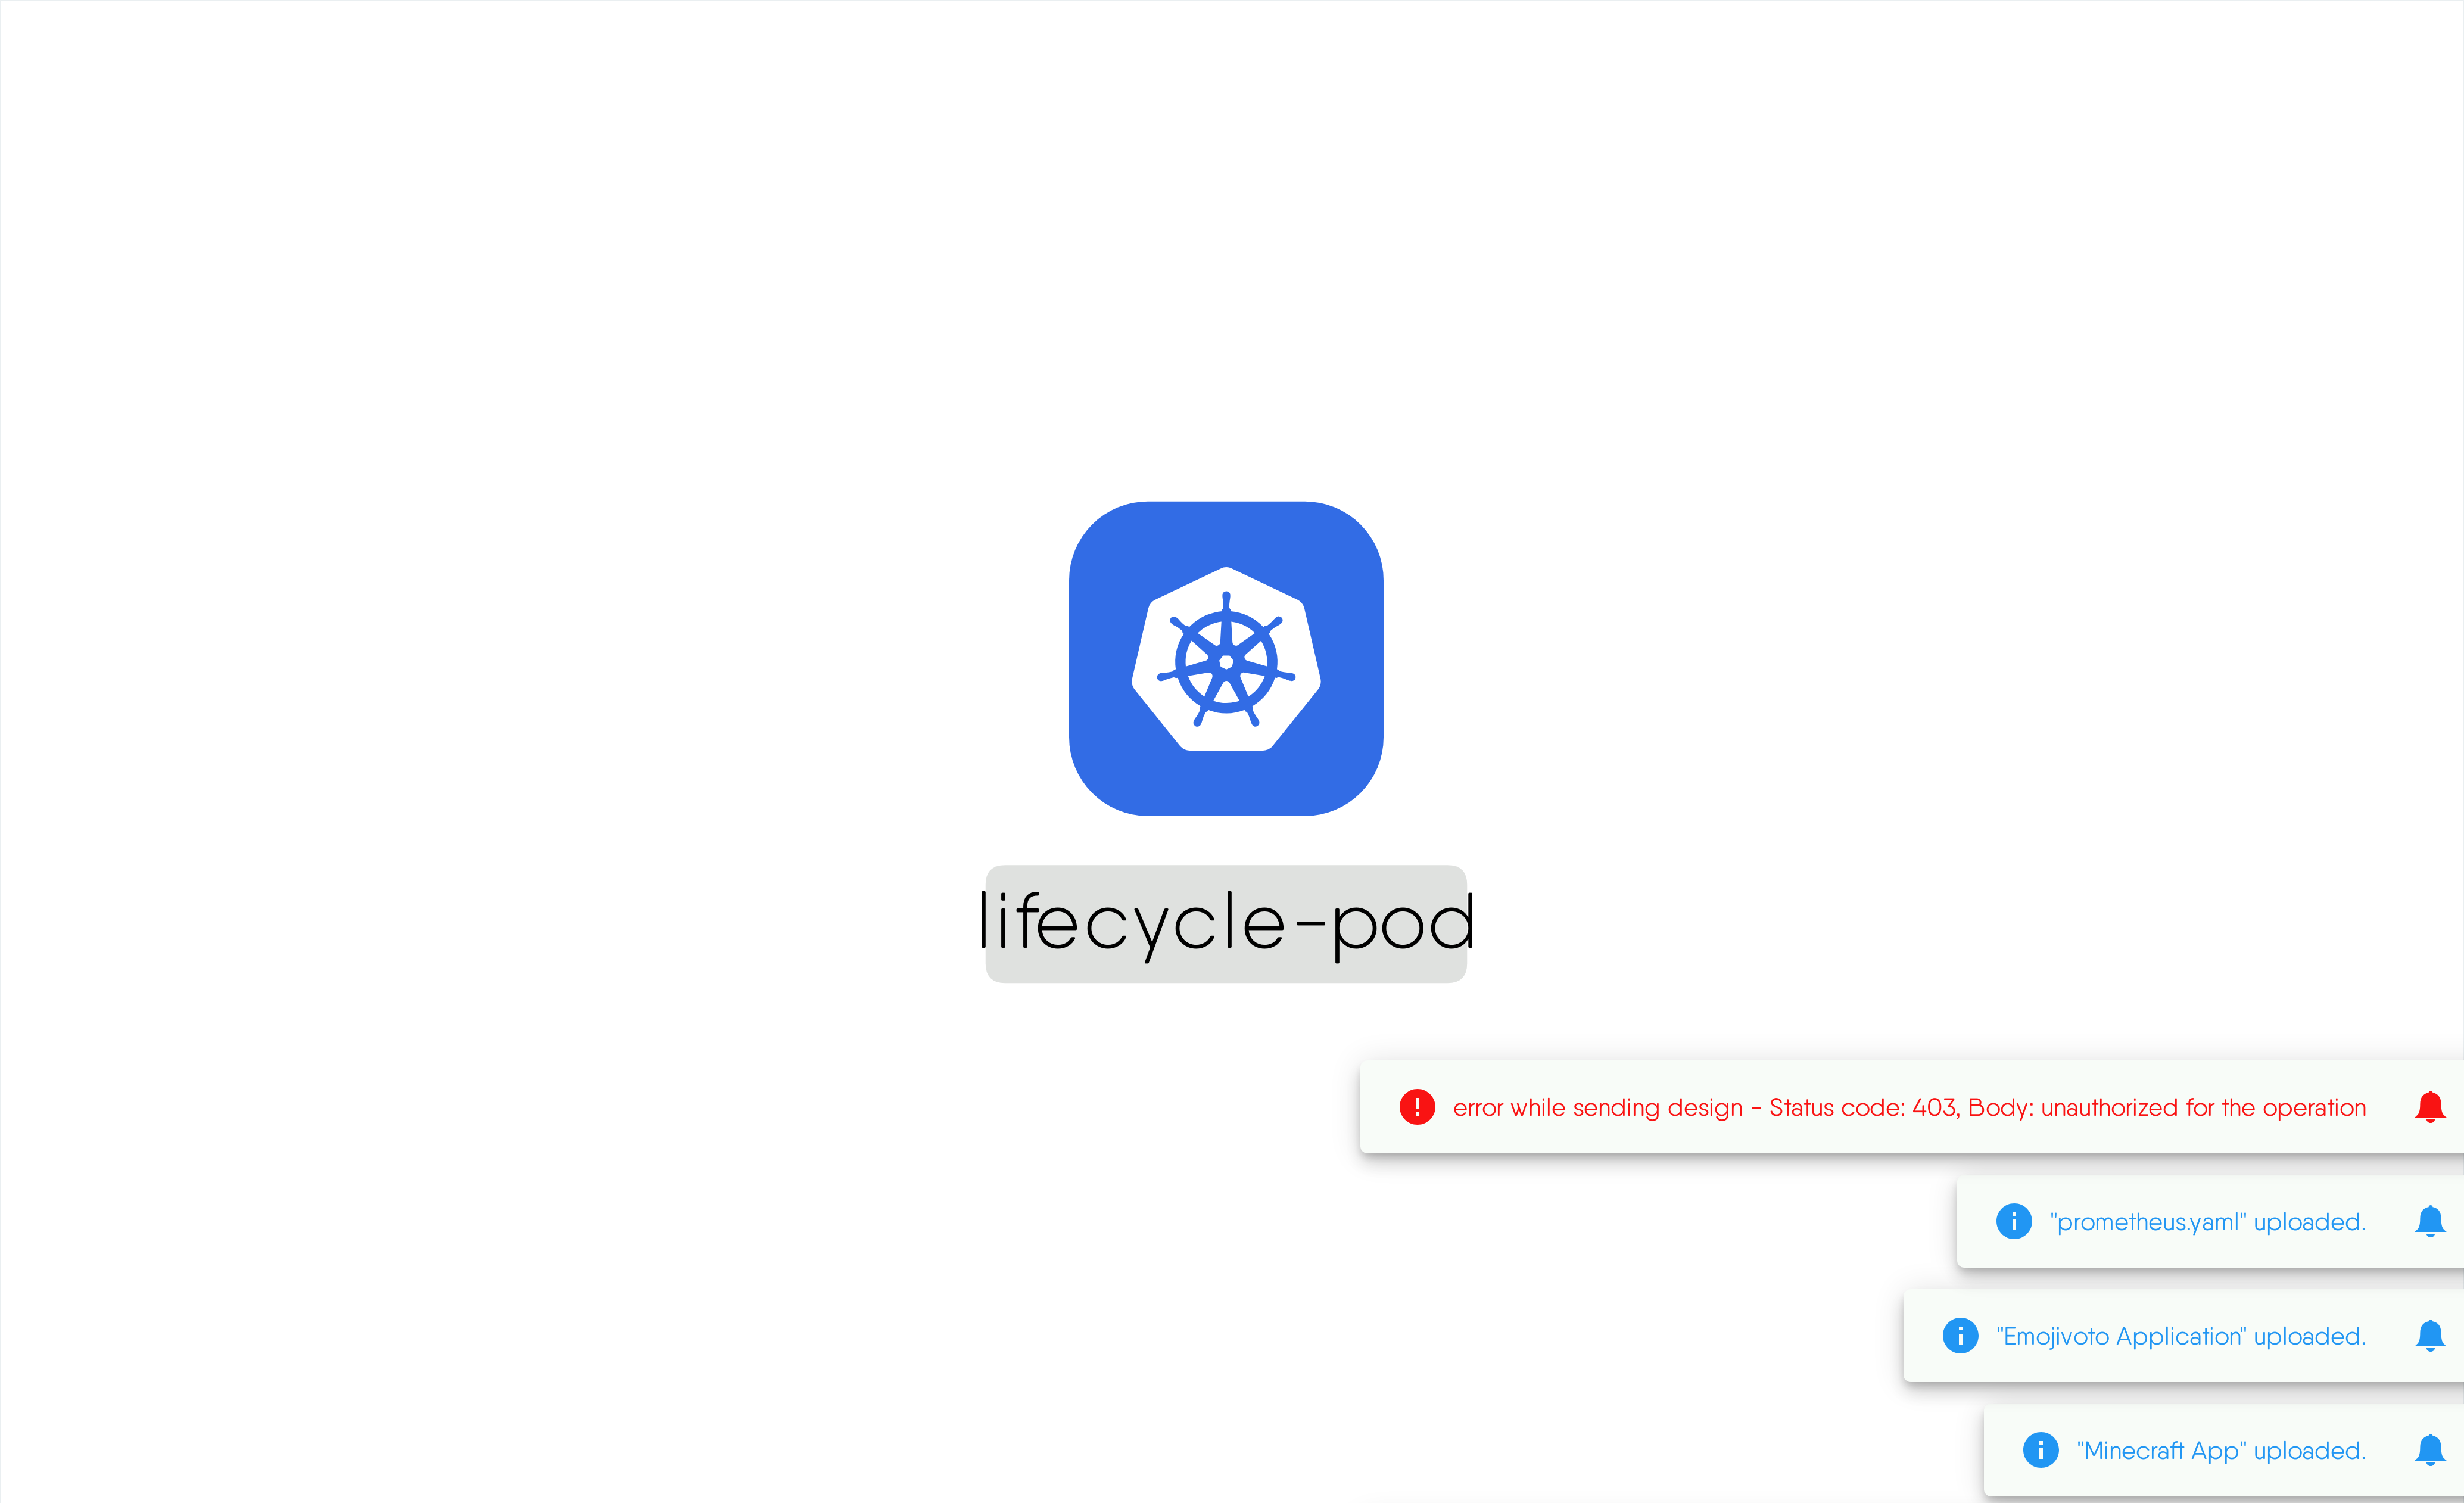 lifecycle-pod
error while sending design - Status code: 403, Body: unauthorized for the operation
"prometheus.yaml" uploaded.
"Emojivoto Application" uploaded.
"Minecraft App" uploaded.